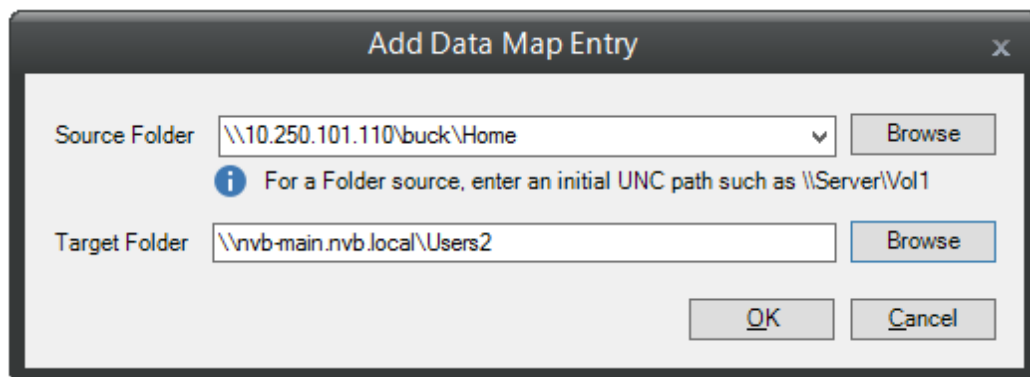 Add Data Map Entry x
Source Folder \\10.250.101.110\buck\Home Browse
For a Folder source, enter an initial UNC path such as \\Server\Vol1
Target Folder \\nvb-main.nvb.local\Users2 Browse
OK Cancel